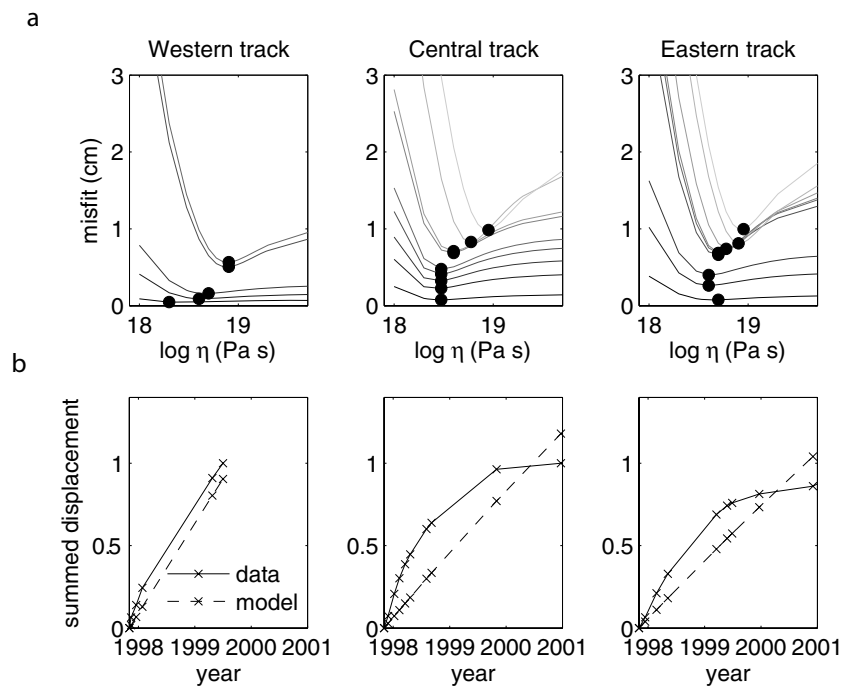 a
Western track
Central track
Eastern track
misfit (cm)
3
2
1
0
18
19
log η (Pa s)
3
2
1
0
18
19
log η (Pa s)
3
2
1
0
18
19
log η (Pa s)
b
summed displacement
1
0.5
0
1998 1999 2000 2001
year
data
model
1
0.5
0
1998 1999 2000 2001
year
1
0.5
0
1998 1999 2000 2001
year